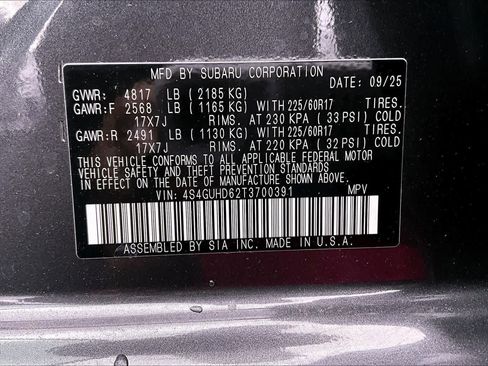 MFD BY SUBARU CORPORATION
DATE: 09/25
GVWR: 4817 LB (2185 KG)
GAWR:F 2568 LB (1165 KG) WITH 225/60R17 TIRES.
17X7J RIMS. AT 230 KPA (33 PSI) COLD
GAWR:R 2491 LB (1130 KG) WITH 225/60R17 TIRES.
17X7J RIMS. AT 220 KPA (32 PSI) COLD
THIS VEHICLE CONFORMS TO ALL APPLICABLE FEDERAL MOTOR
VEHICLE SAFETY AND THEFT PREVENTION STANDARDS
IN EFFECT ON THE DATE OF MANUFACTURE SHOWN ABOVE.
VIN: 4S4GUHD62T3700391 MPV
ASSEMBLED BY SIA INC. MADE IN U.S.A.